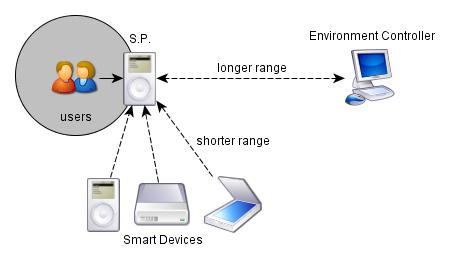 S.P.
Environment Controller
longer range
users
shorter range
Smart Devices